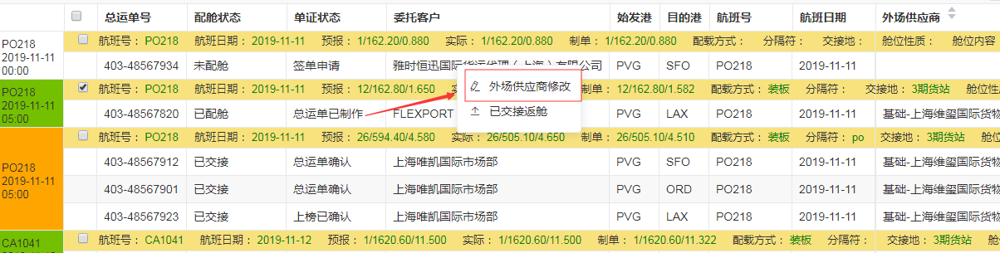 总运单号 配舱状态 单证状态 委托客户 始发港 目的港 航班号 航班日期 外场供应商
PO218
2019-11-11
00:00
航班号： PO218 航班日期： 2019-11-11 预报： 1/162.20/0.880 实际： 1/162.20/0.880 制单： 1/162.20/0.880 配载方式： 分隔符： 交接地： 舱位性质： 舱位内容
403-48567934 未配舱 签单申请 雅时恒迅国际货运代理（上海）有限公司 PVG SFO PO218 2019-11-11
PO218
2019-11-11
05:00
航班号： PO218 航班日期： 2019-11-11 预报： 12/162.80/1.650 制单： 12/162.80/1.582 配载方式： 装板 分隔符： 交接地： 3期货站 舱位性
外场供应商修改
已交接返舱
403-48567820 已配舱 总运单已制作 FLEXPORT PVG LAX PO218 2019-11-11 基础-上海维玺国际货物
PO218
2019-11-11
05:00
航班号： PO218 航班日期： 2019-11-11 预报： 26/594.40/4.580 实际： 26/505.10/4.650 制单： 26/505.10/4.510 配载方式： 装板 分隔符： po 交接地： 3期货站 舱位
403-48567912 已交接 总运单确认 上海唯凯国际市场部 PVG SFO PO218 2019-11-11 基础-上海维玺国际货物
403-48567901 已交接 总运单确认 上海唯凯国际市场部 PVG ORD PO218 2019-11-11 基础-上海维玺国际货物
403-48567923 已交接 上榜已确认 上海唯凯国际市场部 PVG LAX PO218 2019-11-11 基础-上海维玺国际货物
CA1041
航班号： CA1041 航班日期： 2019-11-12 预报： 1/1620.60/11.500 实际： 1/1620.60/11.500 制单： 1/1620.60/11.322 配载方式： 装板 分隔符： 交接地： 3期货站 舱